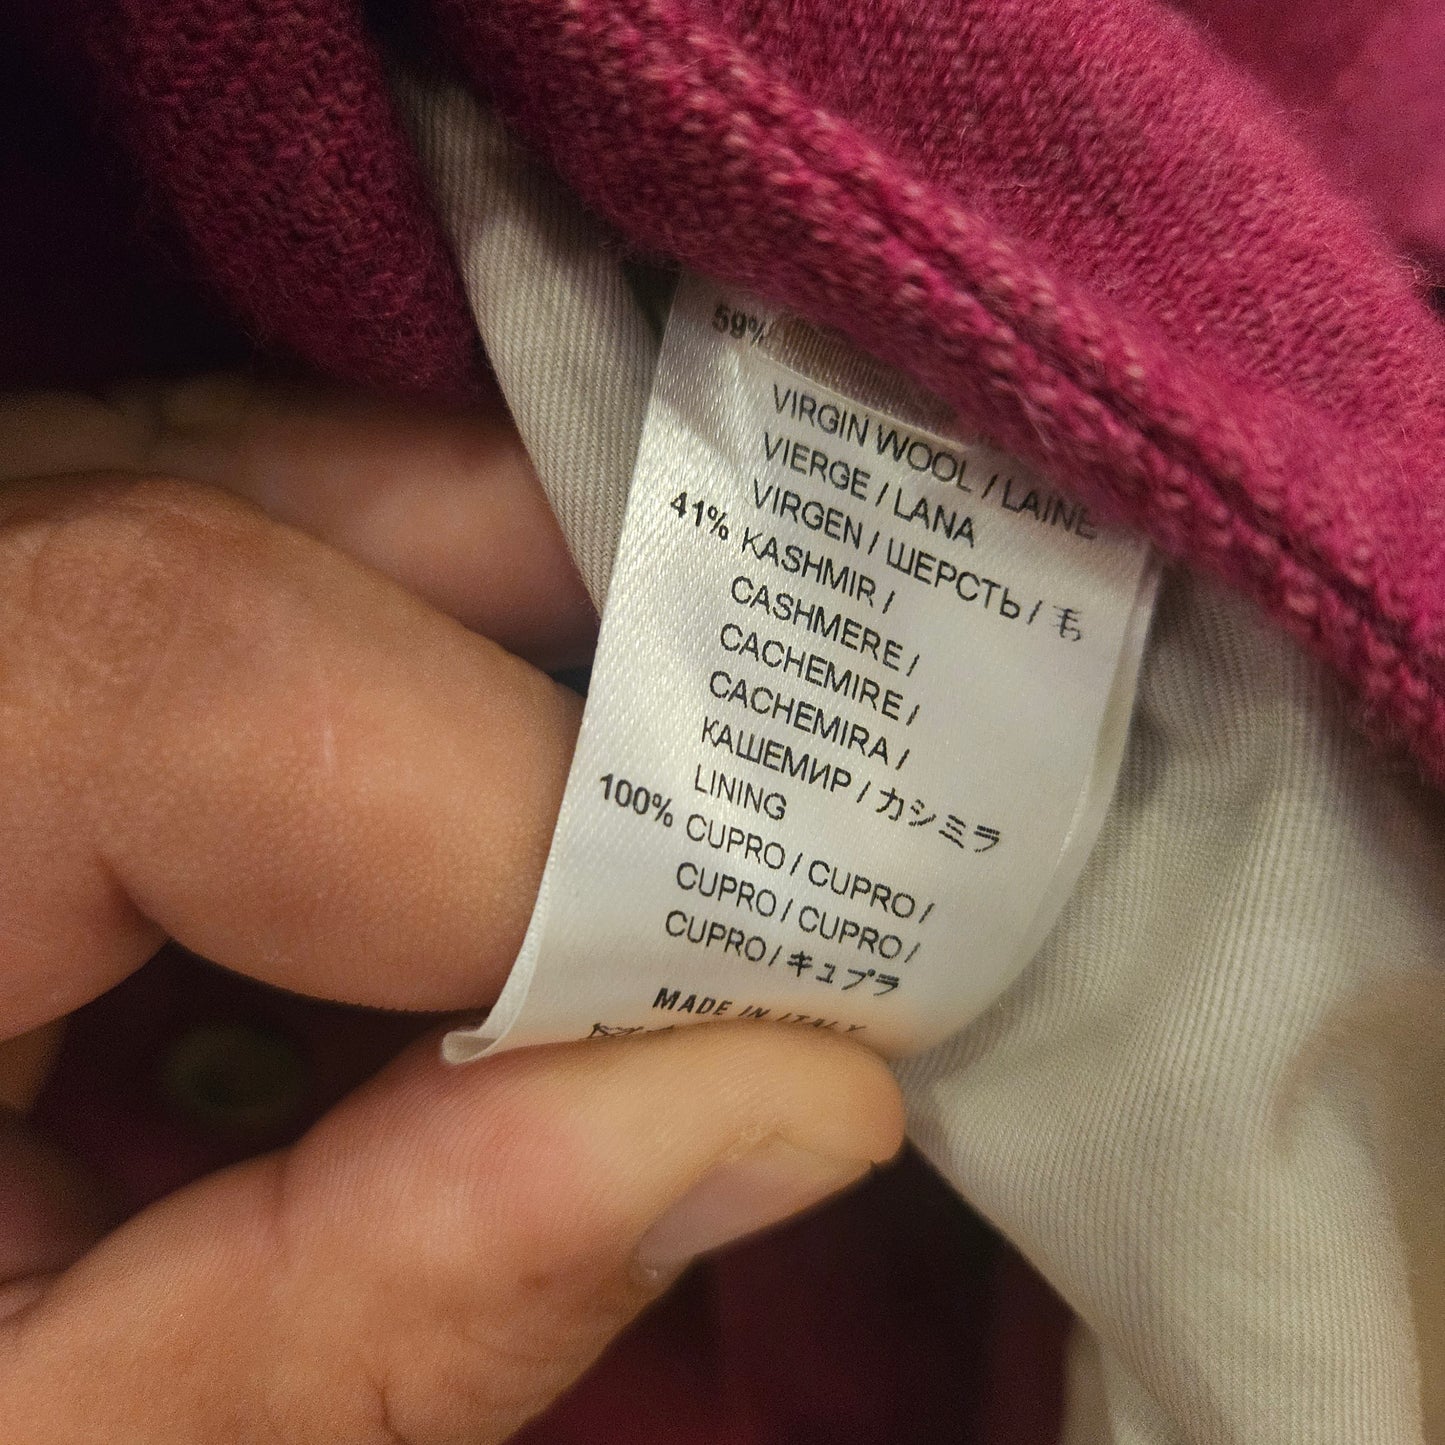 59%
VIRGIN WOOL / LAINE
VIERGE / LANA
VIRGEN / ШЕРСТЬ / 毛
41% KASHMIR /
CASHMERE /
CACHEMIRE /
CACHEMIRA /
КАШЕМИР / カシミラ
LINING
100% CUPRO / CUPRO /
CUPRO / CUPRO /
CUPRO / キュプラ
MADE IN ITALY